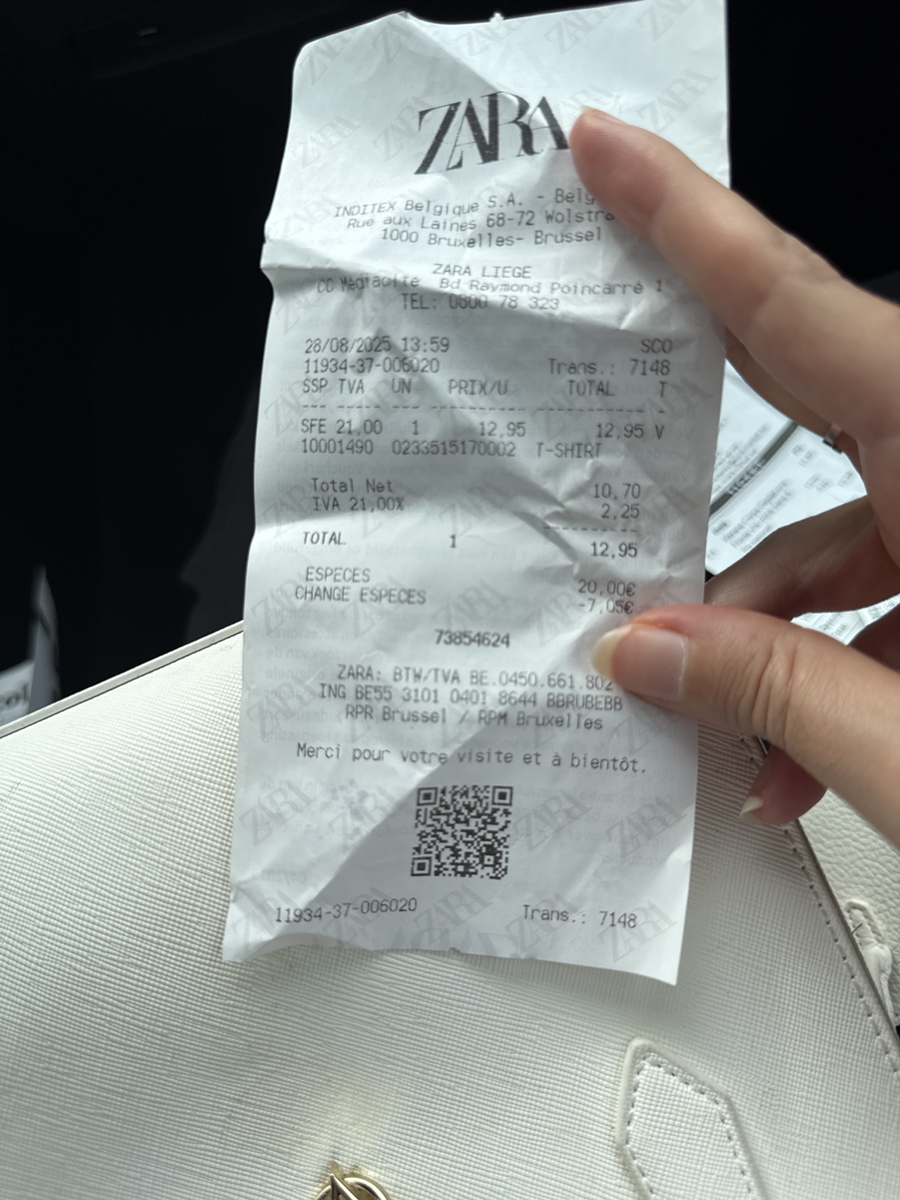 ZARA
INDITEX Belgique S.A. - Belg
Rue aux Laines 68-72 Wolstra
1000 Bruxelles- Brussel
ZARA LIEGE
CC Médiacité Bd Raymond Poincarré 1
TEL: 0800 78 323
28/08/2025 13:59 SCO
11934-37-006020 Trans.: 7148
SSP TVA UN PRIX/U TOTAL T
SFE 21,00 1 12,95 12,95 V
10001490 0233515170002 T-SHIRT
Total Net 10,70
IVA 21,00% 2,25
TOTAL 1 12,95
ESPECES 20,00€
CHANGE ESPECES -7,05€
73854624
ZARA: BTW/TVA BE.0450.661.802
ING BE55 3101 0401 8644 BBRUBEBB
RPR Brussel / RPM Bruxelles
Merci pour votre visite et à bientôt.
11934-37-006020 Trans.: 7148